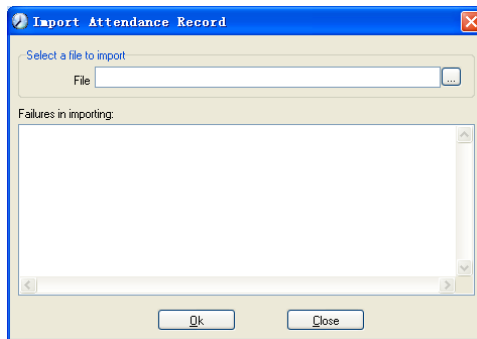 Import Attendance Record
Select a file to import
File
...
Failures in importing:
Ok
Close